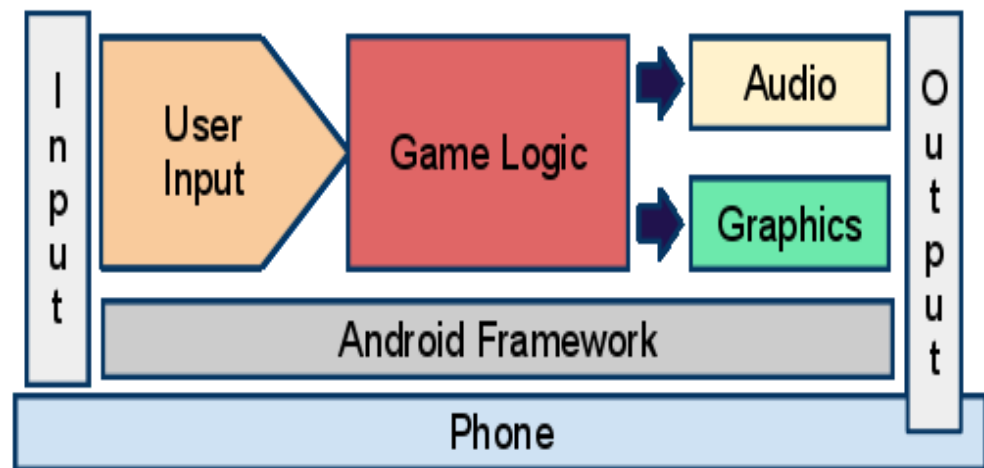 Input
User
Input
Game Logic
Audio
Graphics
Output
Android Framework
Phone